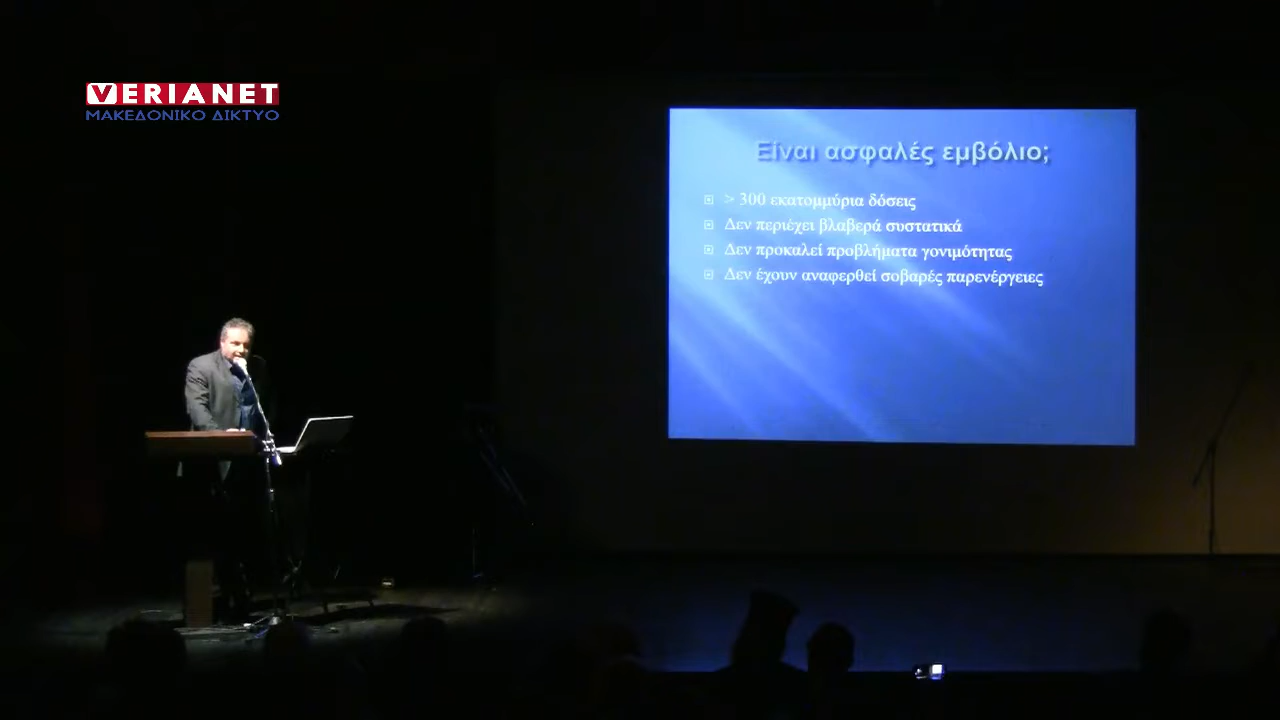 VERIANET
ΜΑΚΕΔΟΝΙΚΟ ΔΙΚΤΥΟ
Είναι ασφαλές εμβόλιο;
> 300 εκατομμύρια δόσεις
Δεν περιέχει βλαβερά συστατικά
Δεν προκαλεί προβλήματα γονιμότητας
Δεν έχουν αναφερθεί σοβαρές παρενέργειες